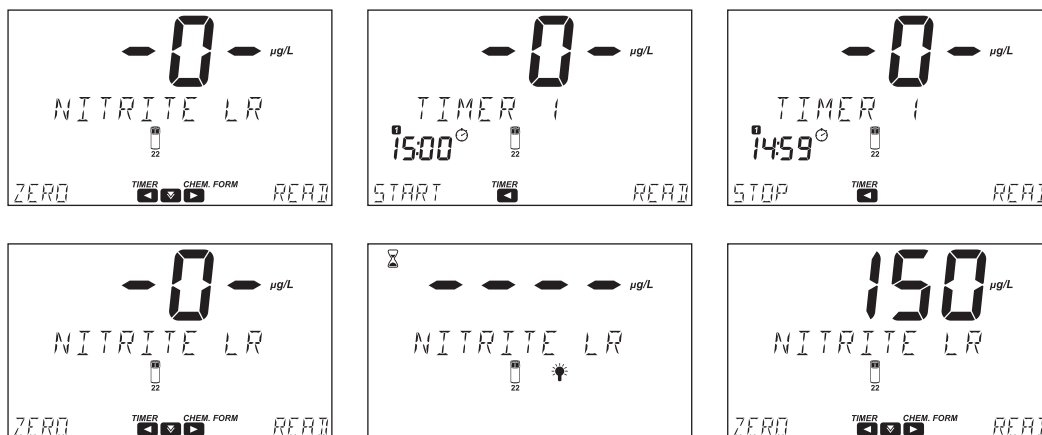 -0- µg/L
NITRITE LR
22
TIMER CHEM. FORM
ZERO READ
-0- µg/L
TIMER 1
1
15:00
22
TIMER
START READ
-0- µg/L
TIMER 1
1
14:59
22
TIMER
STOP READ
-0- µg/L
NITRITE LR
22
TIMER CHEM. FORM
ZERO READ
---- µg/L
NITRITE LR
22
150 µg/L
NITRITE LR
22
TIMER CHEM. FORM
ZERO READ